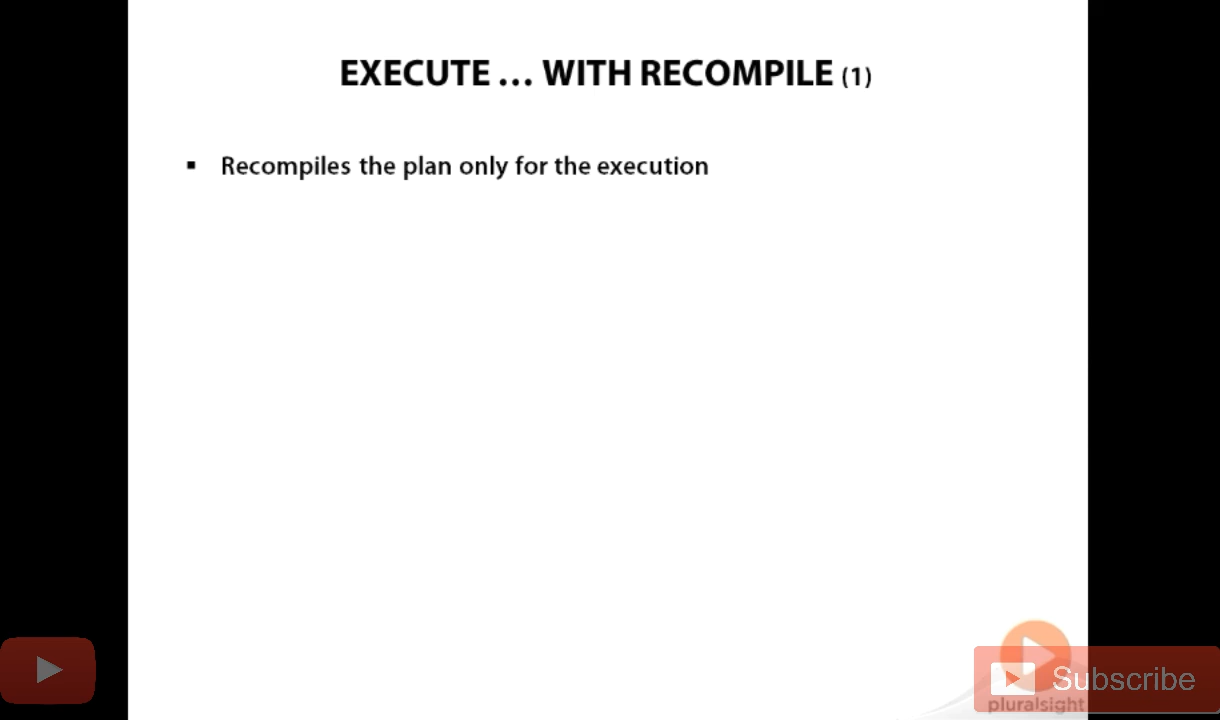 EXECUTE ... WITH RECOMPILE (1)
▪ Recompiles the plan only for the execution
Subscribe
pluralsight